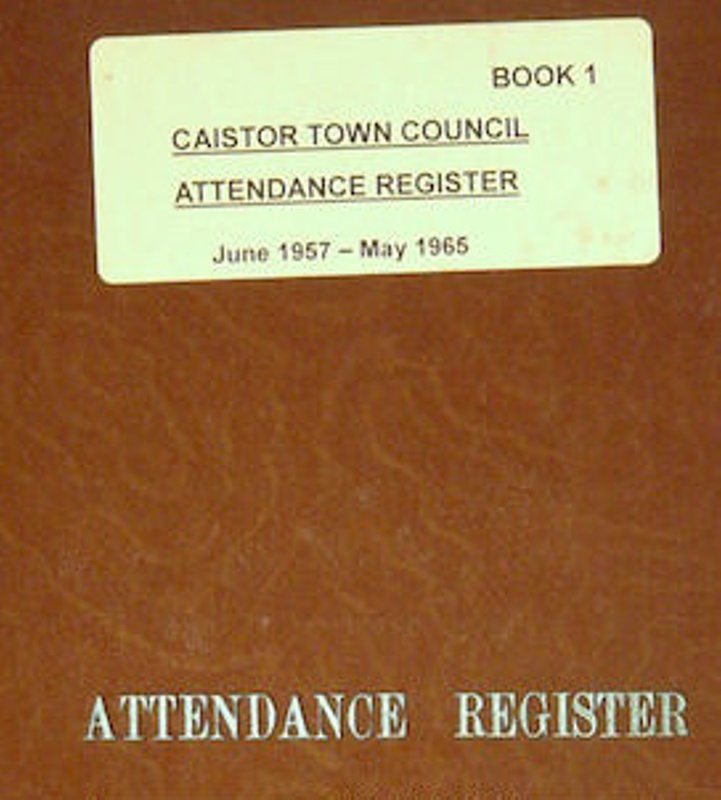 BOOK 1
CAISTOR TOWN COUNCIL
ATTENDANCE REGISTER
June 1957 – May 1965
ATTENDANCE REGISTER